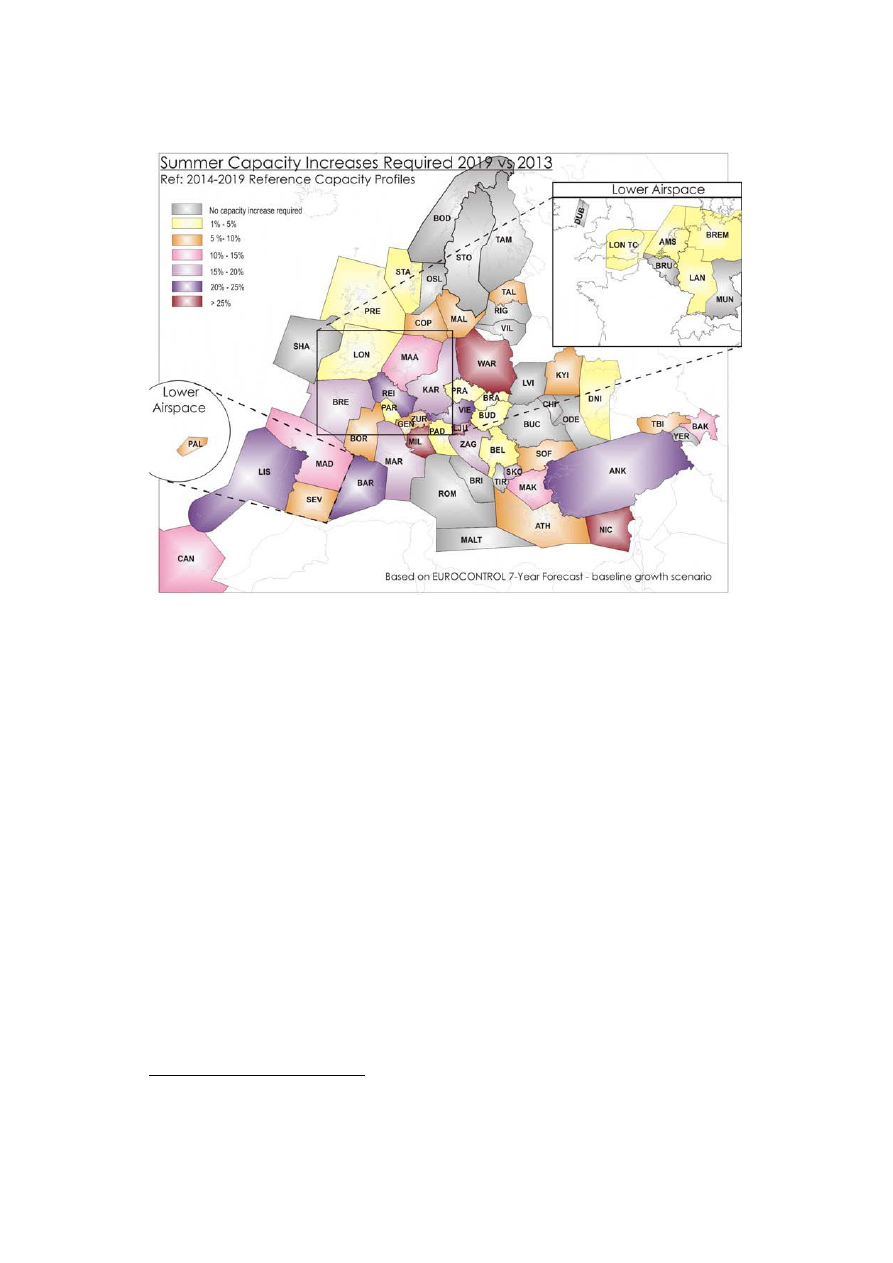 Summer Capacity Increases Required 2019 vs 2013
Ref: 2014-2019 Reference Capacity Profiles
No capacity increase required
1% - 5%
5 %- 10%
10% - 15%
15% - 20%
20% - 25%
> 25%
Lower Airspace
DUB
LON TC
AMS
BREM
BRU
LAN
MUN
BOD
TAM
STO
STA
OSL
PRE
TAL
RIG
COP
MAL
VIL
SHA
LON
MAA
WAR
KYI
LVI
REI
KAR
PRA
BRA
DNI
BRE
PAR
VIE
CHI
Lower
Airspace
PAL
ZUR
GEN
BUD
ODE
BUC
TBI
BAK
YER
PAD
MIL
BOR
ZAG
BEL
SOF
MAD
MAR
LIS
BAR
SKO
ANK
BRI
TIR
MAK
ROM
SEV
ATH
NIC
MALT
CAN
Based on EUROCONTROL 7-Year Forecast - baseline growth scenario